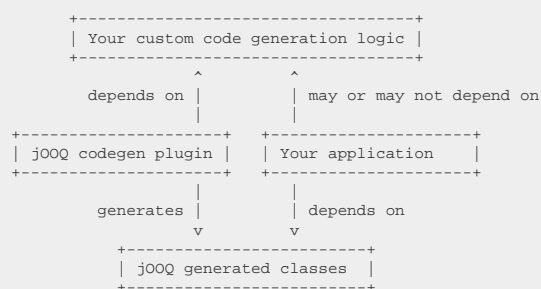 Your custom code generation logic
depends on may or may not depend on
jOOQ codegen plugin Your application
generates depends on
jOOQ generated classes